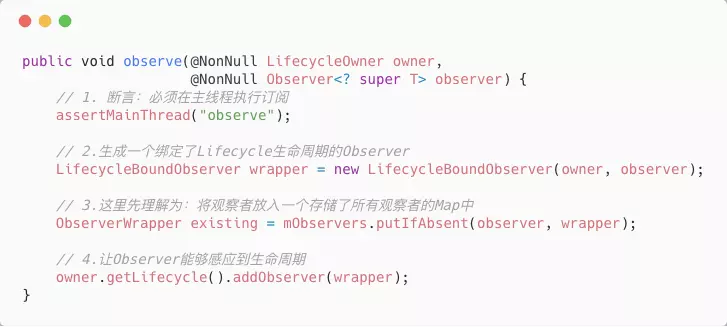 public void observe(@NonNull LifecycleOwner owner,
                    @NonNull Observer<? super T> observer) {
    // 1. 断言：必须在主线程执行订阅
    assertMainThread("observe");

    // 2.生成一个绑定了Lifecycle生命周期的Observer
    LifecycleBoundObserver wrapper = new LifecycleBoundObserver(owner, observer);

    // 3.这里先理解为：将观察者放入一个存储了所有观察者的Map中
    ObserverWrapper existing = mObservers.putIfAbsent(observer, wrapper);

    // 4.让Observer能够感应到生命周期
    owner.getLifecycle().addObserver(wrapper);
}